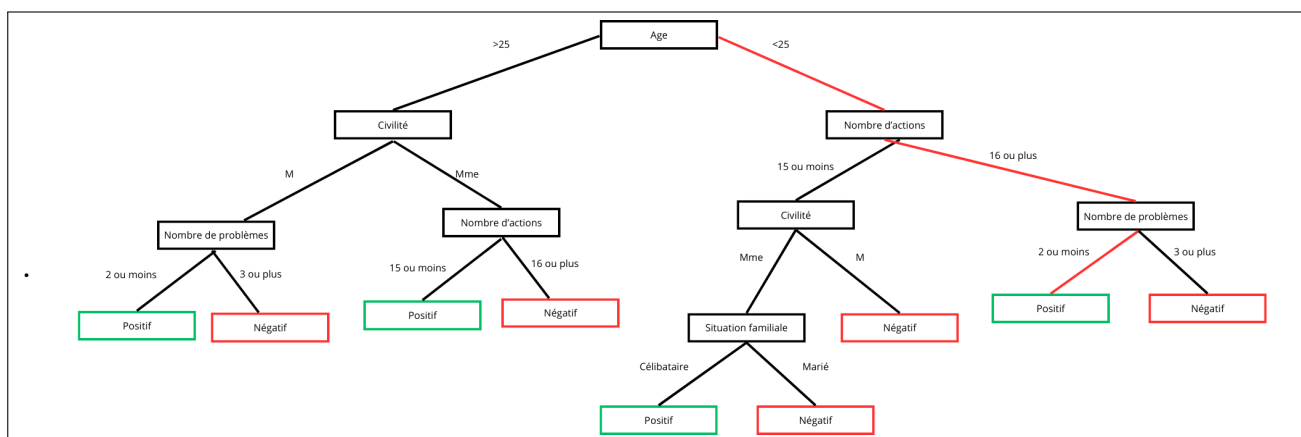 Age
>25
<25
Civilité
Nombre d'actions
M
Mme
15 ou moins
16 ou plus
Nombre de problèmes
Nombre d'actions
Civilité
Nombre de problèmes
2 ou moins
3 ou plus
15 ou moins
16 ou plus
Mme
M
2 ou moins
3 ou plus
Positif
Négatif
Positif
Négatif
Situation familiale
Négatif
Positif
Négatif
Célibataire
Marié
Positif
Négatif